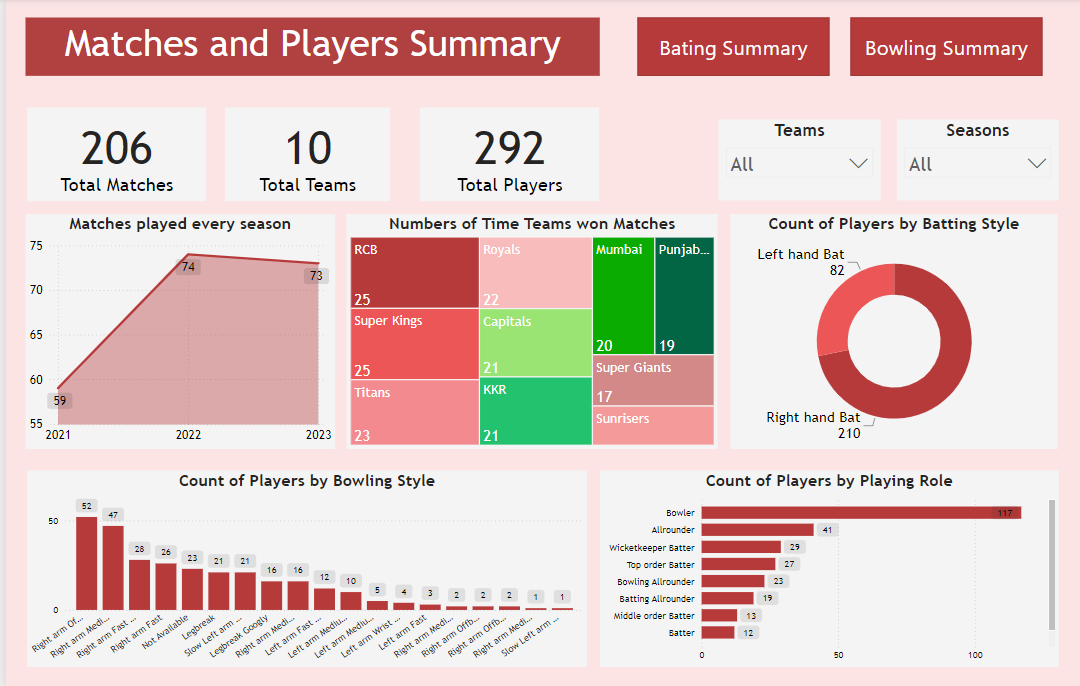 Matches and Players Summary
Bating Summary
Bowling Summary
206
Total Matches
10
Total Teams
292
Total Players
Teams
All
Seasons
All
Matches played every season
75
70
65
60
55
59
74
73
2021
2022
2023
Numbers of Time Teams won Matches
RCB
25
Super Kings
25
Titans
23
Royals
22
Capitals
21
KKR
21
Mumbai
20
Punjab...
19
Super Giants
17
Sunrisers
Count of Players by Batting Style
Left hand Bat
82
Right hand Bat
210
Count of Players by Bowling Style
50
0
52
47
28
26
23
21
21
16
16
12
10
5
4
3
2
2
2
1
1
Right arm Of...
Right arm Medi...
Right arm Fast ...
Right arm Fast
Not Available
Legbreak
Slow Left arm ...
Legbreak Googly
Right arm Medi...
Left arm Fast ...
Left arm Mediu...
Left arm Mediu...
Left arm Wrist ...
Left arm Fast
Right arm Medi...
Right arm Offb...
Right arm Offb...
Right arm Medi...
Slow Left arm ...
Count of Players by Playing Role
Bowler
117
Allrounder
41
Wicketkeeper Batter
29
Top order Batter
27
Bowling Allrounder
23
Batting Allrounder
19
Middle order Batter
13
Batter
12
0
50
100